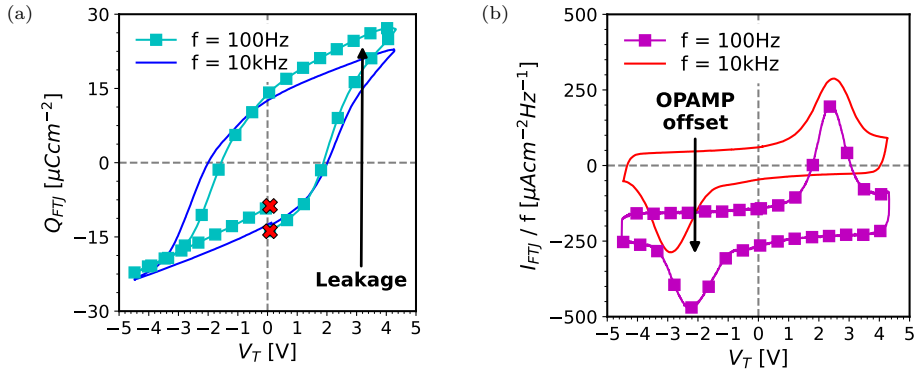 (a)
30
15
0
−15
−30
Q_FTJ [μCcm⁻²]
f = 100Hz
f = 10kHz
Leakage
−5 −4 −3 −2 −1 0 1 2 3 4 5
V_T [V]
(b)
500
250
0
−250
−500
I_FTJ / f [μAcm⁻²Hz⁻¹]
f = 100Hz
f = 10kHz
OPAMP
offset
−5 −4 −3 −2 −1 0 1 2 3 4 5
V_T [V]